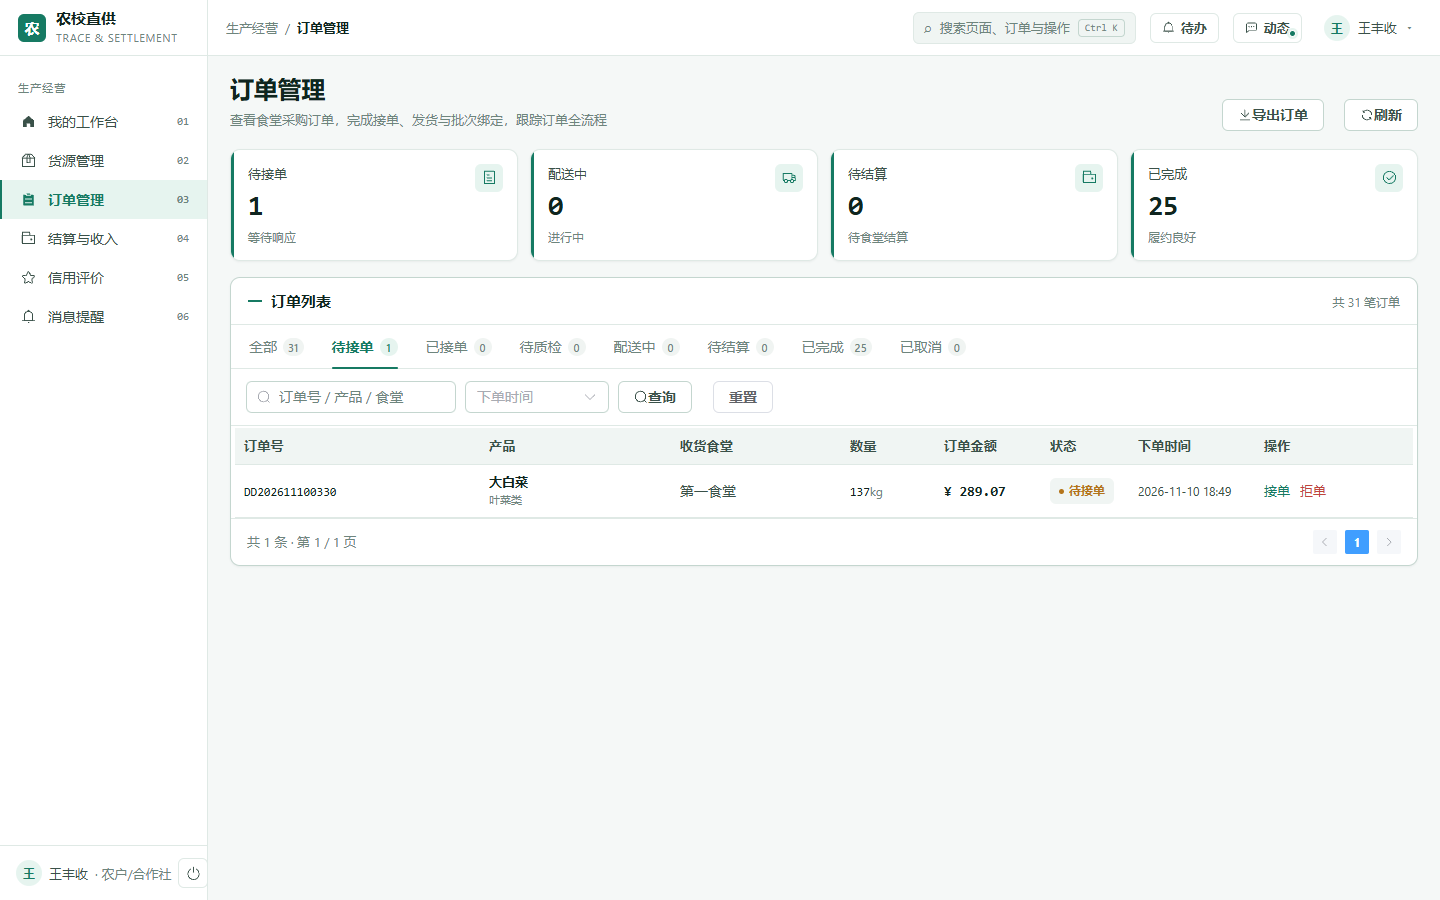 农
农校直供
TRACE & SETTLEMENT
生产经营 / 订单管理
搜索页面、订单与操作
Ctrl K
待办
动态
王
王丰收
生产经营
我的工作台 01
货源管理 02
订单管理 03
结算与收入 04
信用评价 05
消息提醒 06
订单管理
查看食堂采购订单，完成接单、发货与批次绑定，跟踪订单全流程
导出订单
刷新
待接单
1
等待响应
配送中
0
进行中
待结算
0
待食堂结算
已完成
25
履约良好
订单列表
共 31 笔订单
全部 31 待接单 1 已接单 0 待质检 0 配送中 0 待结算 0 已完成 25 已取消 0
订单号 / 产品 / 食堂
下单时间
查询
重置
订单号 产品 收货食堂 数量 订单金额 状态 下单时间 操作
DD202611100330 大白菜 第一食堂 137kg ¥ 289.07 待接单 2026-11-10 18:49 接单 拒单
叶菜类
共 1 条 · 第 1 / 1 页
1
王
王丰收 · 农户/合作社